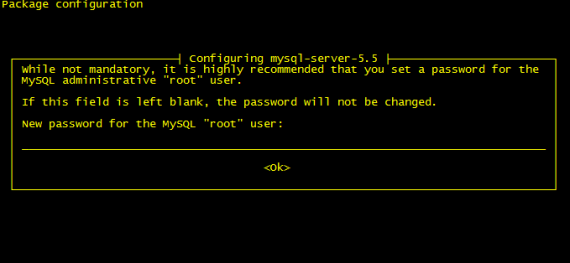 Package configuration
Configuring mysql-server-5.5
While not mandatory, it is highly recommended that you set a password for the
MySQL administrative "root" user.
If this field is left blank, the password will not be changed.
New password for the MySQL "root" user:
<Ok>